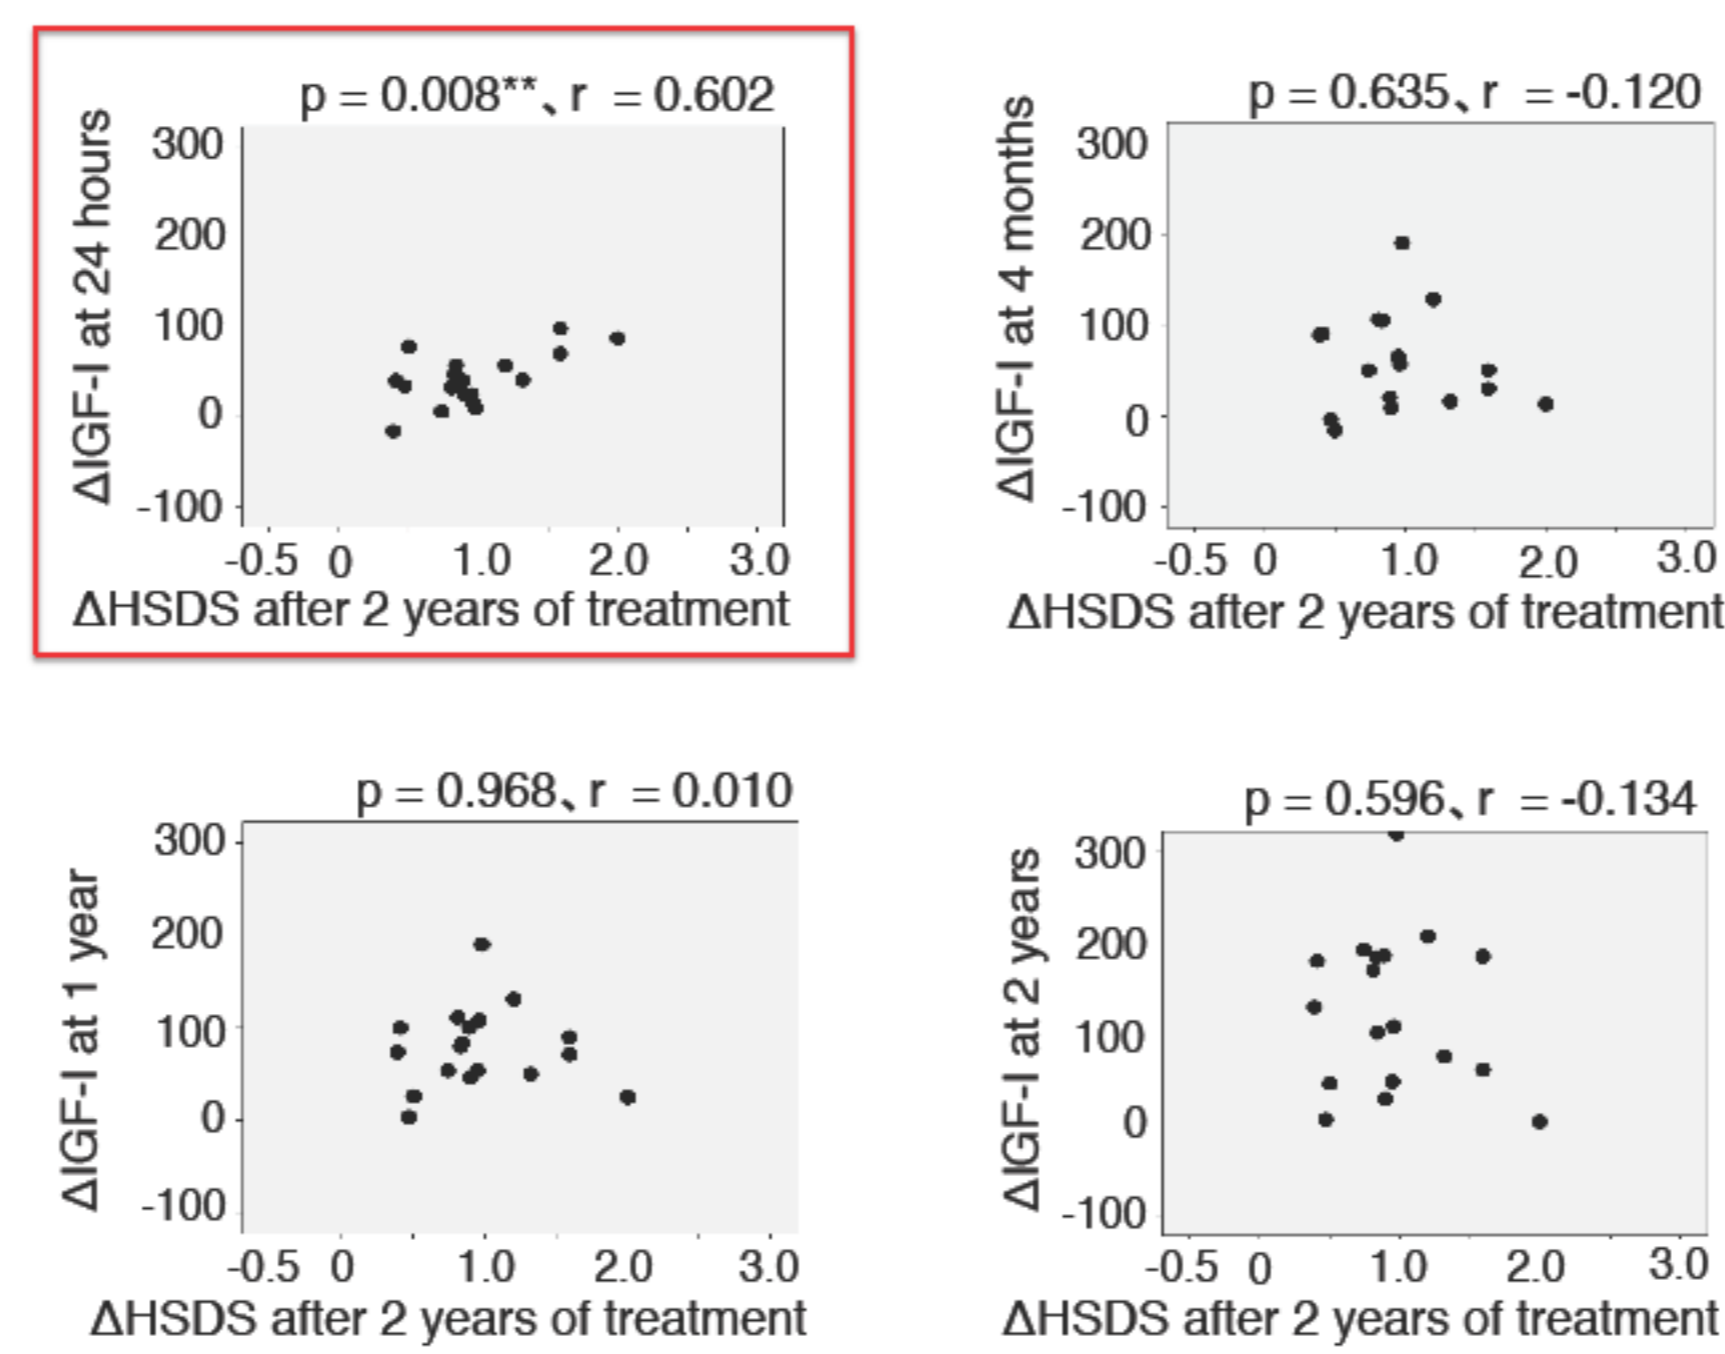 p = 0.008**、r = 0.602
ΔIGF-I at 24 hours
300
200
100
0
-100
-0.5 0 1.0 2.0 3.0
ΔHSDS after 2 years of treatment
p = 0.635、r = -0.120
ΔIGF-I at 4 months
300
200
100
0
-100
-0.5 0 1.0 2.0 3.0
ΔHSDS after 2 years of treatment
p = 0.968、r = 0.010
ΔIGF-I at 1 year
300
200
100
0
-100
-0.5 0 1.0 2.0 3.0
ΔHSDS after 2 years of treatment
p = 0.596、r = -0.134
ΔIGF-I at 2 years
300
200
100
0
-100
-0.5 0 1.0 2.0 3.0
ΔHSDS after 2 years of treatment